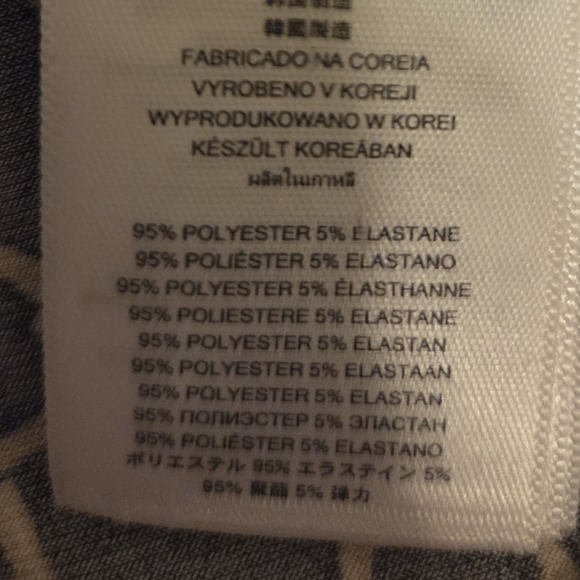 韓國製造
FABRICADO NA COREIA
VYROBENO V KOREJI
WYPRODUKOWANO W KOREI
KÉSZÜLT KOREÁBAN
ผลิตในเกาหลี
95% POLYESTER 5% ELASTANE
95% POLIÉSTER 5% ELASTANO
95% POLYESTER 5% ÉLASTHANNE
95% POLIESTERE 5% ELASTANE
95% POLYESTER 5% ELASTAN
95% POLYESTER 5% ELASTAAN
95% POLYESTER 5% ELASTAN
95% ПОЛИЭСТЕР 5% ЭЛАСТАН
95% POLIÉSTER 5% ELASTANO
ポリエステル 95% エラステイン 5%
95% 聚酯 5% 弹力